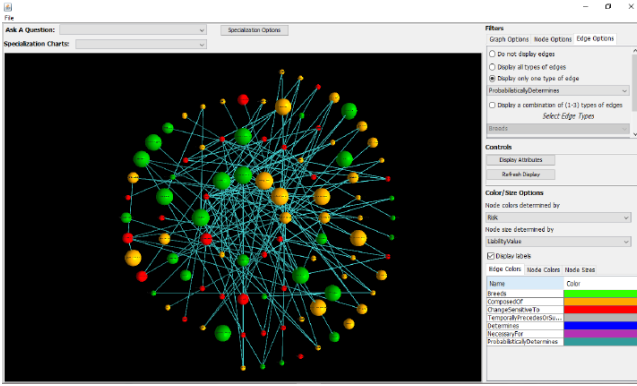 File
Ask A Question:
Specialization Options
Specialization Charts:
Filters
Graph Options Node Options Edge Options
Do not display edges
Display all types of edges
Display only one type of edge
ProbabilisticallyDetermines
Display a combination of (1-3) types of edges
Select Edge Types
Breeds
Controls
Display Attributes
Refresh Display
Color/Size Options
Node colors determined by
Risk
Node size determined by
LiabilityValue
Display labels
Edge Colors Node Colors Node Sizes
Name Color
Breeds
ComposedOf
ChangeSensitiveTo
TemporallyPrecedesOrSu...
Determines
NecessaryFor
ProbabilisticallyDetermines